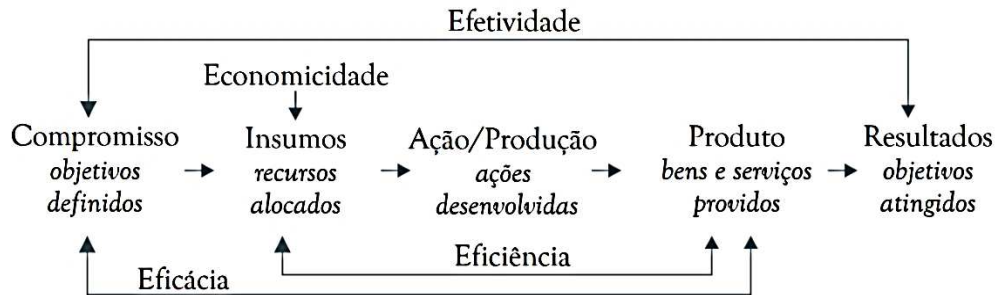 Efetividade
Economicidade
Compromisso
objetivos
definidos
Insumos
recursos
alocados
Ação/Produção
ações
desenvolvidas
Produto
bens e serviços
providos
Resultados
objetivos
atingidos
Eficiência
Eficácia